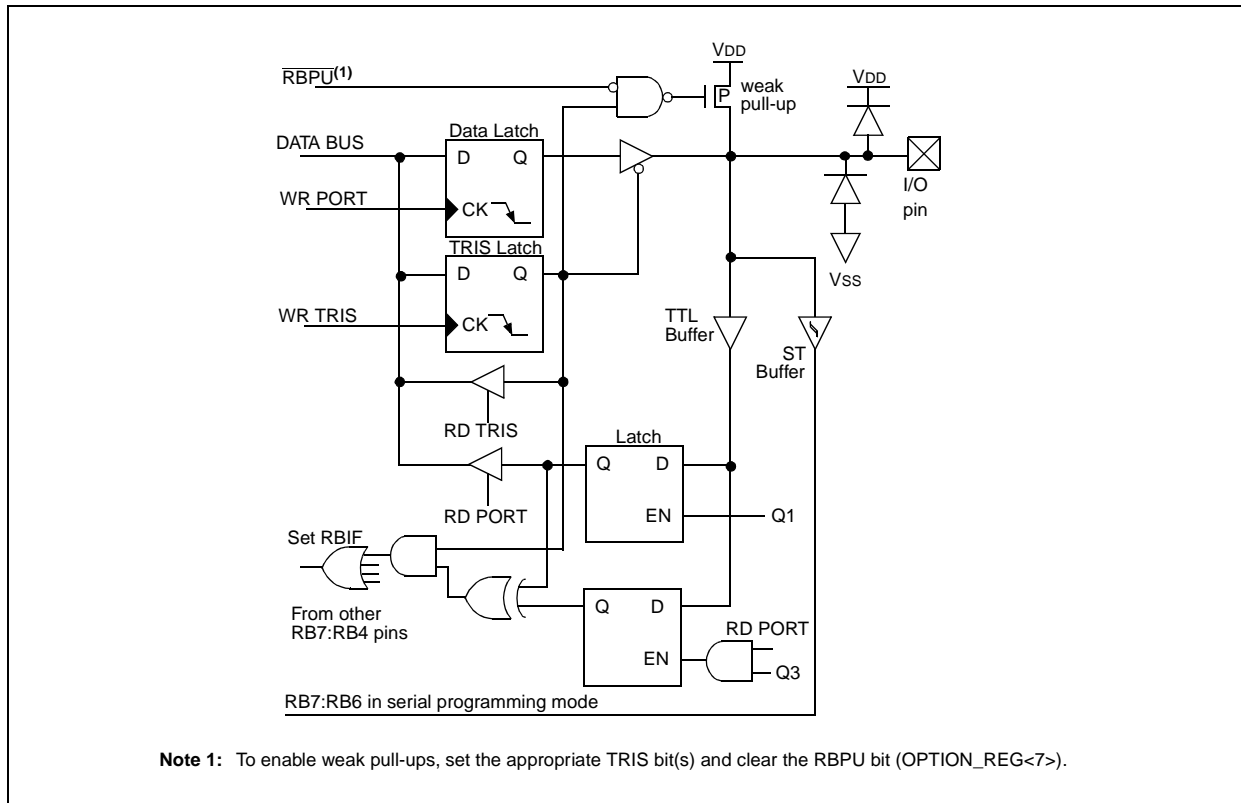 VDD
RBPU(1)
weak
pull-up
P
VDD
Data Latch
DATA BUS
D Q
I/O
pin
WR PORT
CK
TRIS Latch
D Q
VSS
WR TRIS
CK
TTL
Buffer
ST
Buffer
RD TRIS
Latch
Q D
EN
Q1
RD PORT
Set RBIF
From other
RB7:RB4 pins
Q D
RD PORT
EN
Q3
RB7:RB6 in serial programming mode
Note 1: To enable weak pull-ups, set the appropriate TRIS bit(s) and clear the RBPU bit (OPTION_REG<7>).